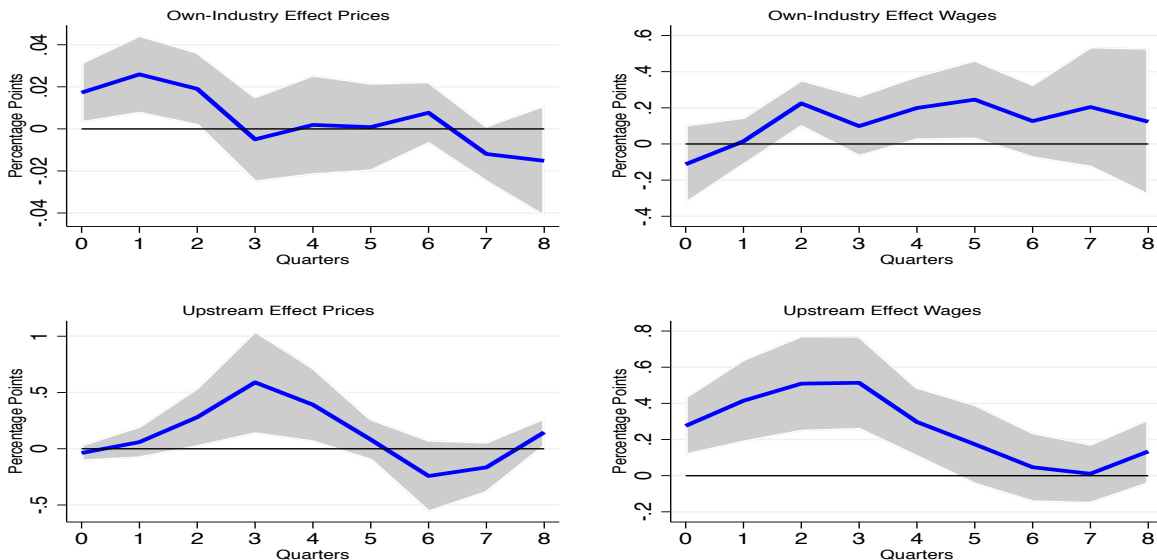 Own-Industry Effect Prices
Percentage Points
.04
.02
0
-.02
-.04
0 1 2 3 4 5 6 7 8
Quarters
Own-Industry Effect Wages
Percentage Points
.6
.4
.2
0
-.2
-.4
0 1 2 3 4 5 6 7 8
Quarters
Upstream Effect Prices
Percentage Points
1
.5
0
-.5
0 1 2 3 4 5 6 7 8
Quarters
Upstream Effect Wages
Percentage Points
.8
.6
.4
.2
0
-.2
0 1 2 3 4 5 6 7 8
Quarters